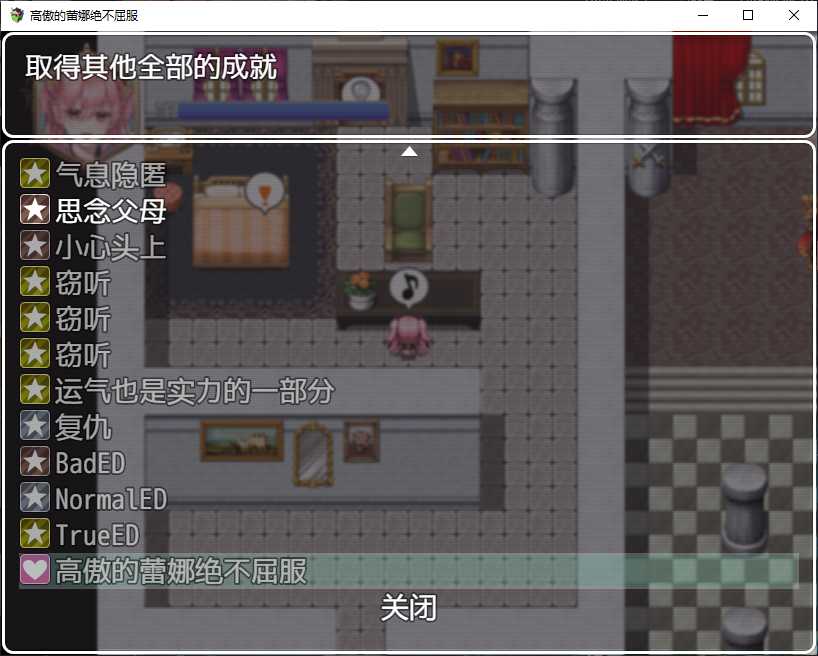 高傲的蕾娜绝不屈服
取得其他全部的成就
气息隐匿
思念父母
小心头上
窃听
窃听
窃听
运气也是实力的一部分
复仇
BadED
NormalED
TrueED
高傲的蕾娜绝不屈服
关闭